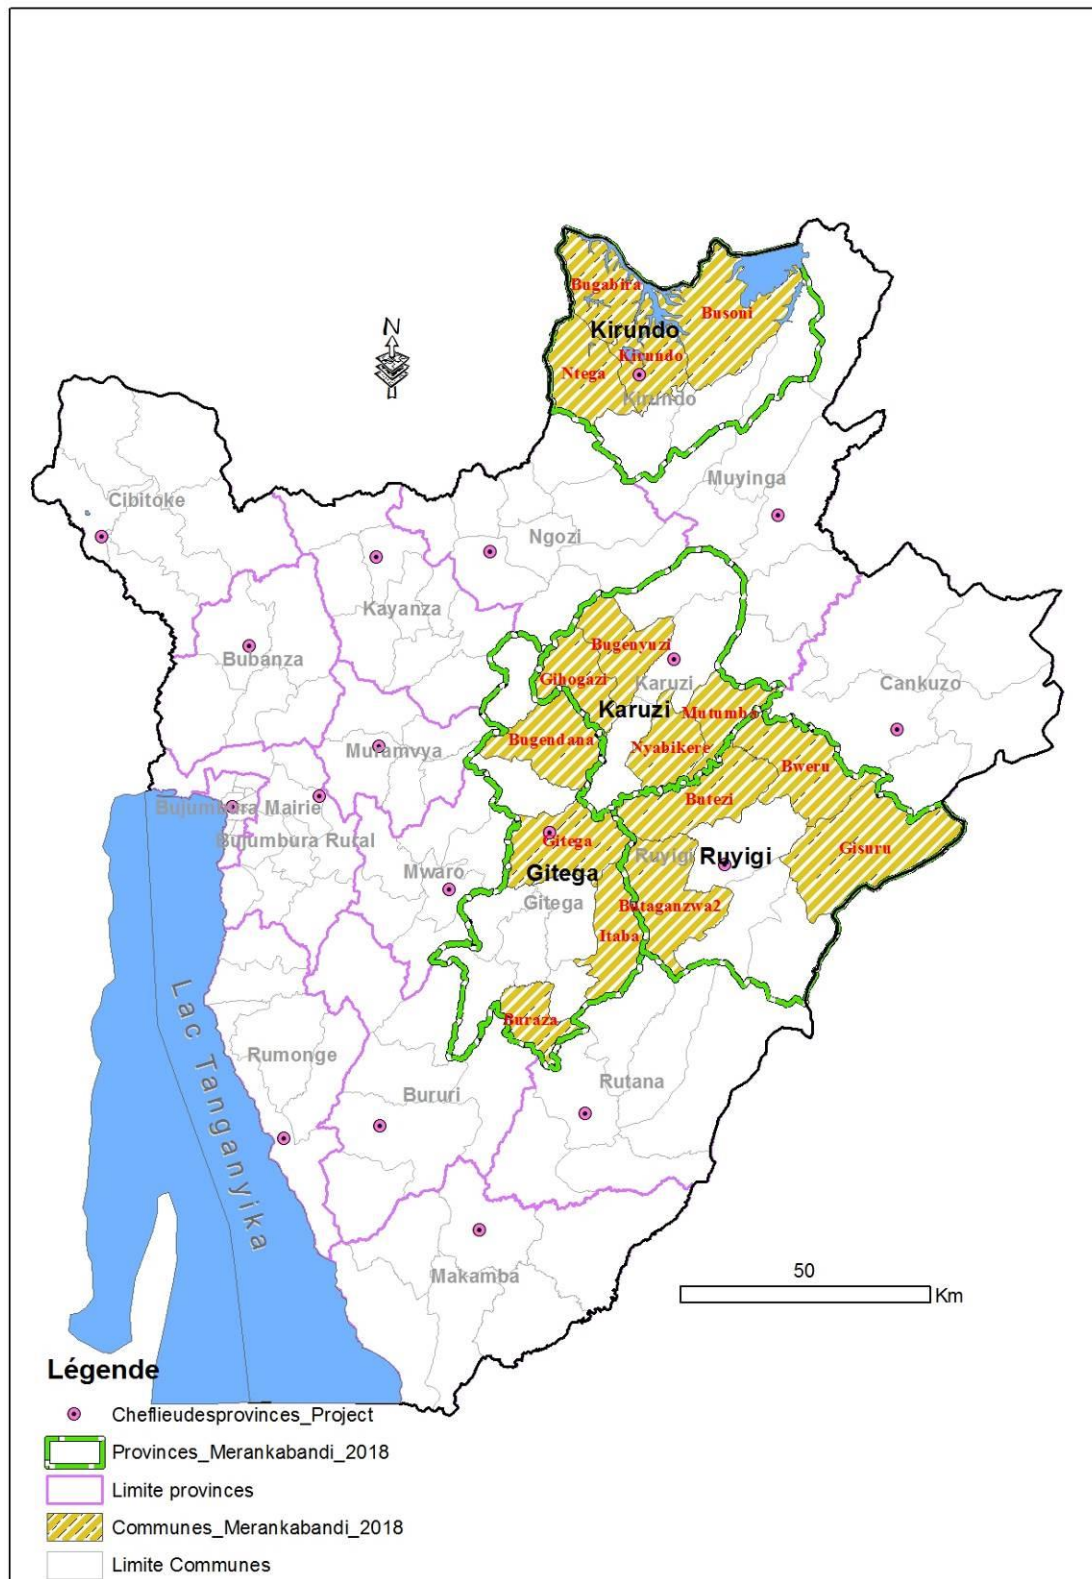 N
Bugabira
Busoni
Kirundo
Kirundo
Ntega
Kirundo
Muyinga
Cibitoke
Ngozi
Kayanza
Bugenyuzi
Bubanza
Gihogazi
Karuzi
Cankuzo
Karuzi
Mutumba
Bugendana
Nyabikere
Muramvya
Bweru
Butezi
Bujumbura Mairie
Bujumbura Rural
Gitega
Ruyigi
Ruyigi
Gisuru
Mwaro
Gitega
Gitega
Butaganzwa2
Itaba
Buraza
Lac Tanganyika
Rumonge
Rutana
Bururi
Makamba
50
Km
Légende
Cheflieudesprovinces_Project
Provinces_Merankabandi_2018
Limite provinces
Communes_Merankabandi_2018
Limite Communes